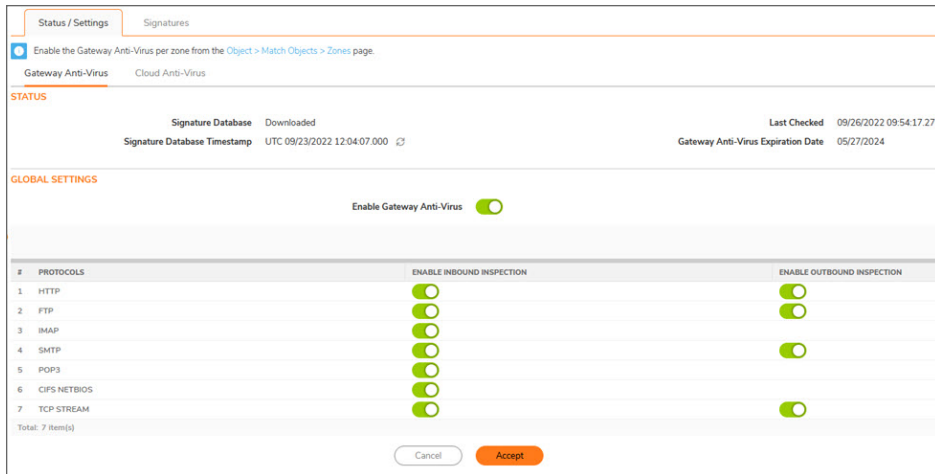 Status / Settings Signatures
Enable the Gateway Anti-Virus per zone from the Object > Match Objects > Zones page.
Gateway Anti-Virus Cloud Anti-Virus
STATUS
Signature Database Downloaded Last Checked 09/26/2022 09:54:17.27
Signature Database Timestamp UTC 09/23/2022 12:04:07.000 Gateway Anti-Virus Expiration Date 05/27/2024
GLOBAL SETTINGS
Enable Gateway Anti-Virus
# PROTOCOLS ENABLE INBOUND INSPECTION ENABLE OUTBOUND INSPECTION
1 HTTP
2 FTP
3 IMAP
4 SMTP
5 POP3
6 CIFS NETBIOS
7 TCP STREAM
Total: 7 item(s)
Cancel Accept